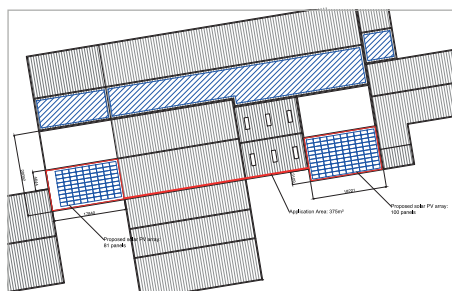 Application Area: 375m²
Proposed solar PV array:
100 panels
Proposed solar PV array:
81 panels